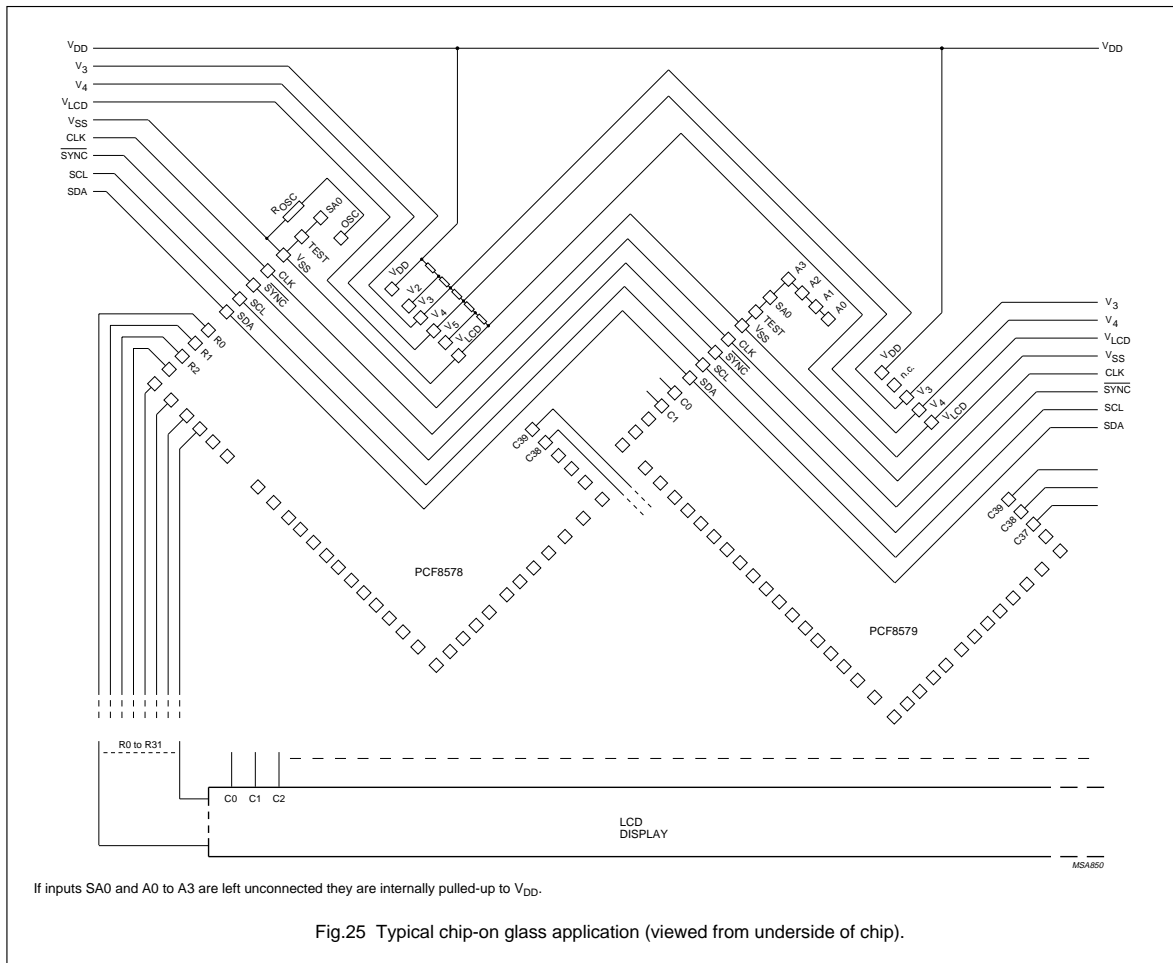 VDD
V3
V4
VLCD
VSS
CLK
SYNC
SCL
SDA
VDD
ROSC
SA0
OSC
TEST
VSS
CLK
SYNC
SCL
SDA
R0
R1
R2
VDD
V2
V3
V4
V5
VLCD
A3
A2
A1
A0
SA0
TEST
VSS
CLK
SYNC
SCL
SDA
C0
C1
VDD
n.c.
V3
V4
VLCD
V3
V4
VLCD
VSS
CLK
SYNC
SCL
SDA
C39
C38
C39
C38
C37
PCF8578
PCF8579
R0 to R31
C0 C1 C2
LCD
DISPLAY
MSA850
If inputs SA0 and A0 to A3 are left unconnected they are internally pulled-up to VDD.
Fig.25 Typical chip-on glass application (viewed from underside of chip).